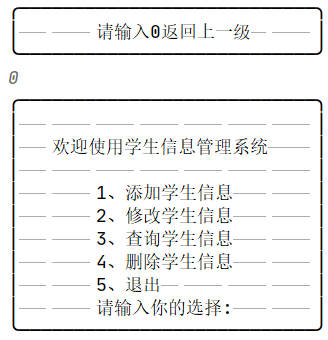 请输入0返回上一级
0
欢迎使用学生信息管理系统
1、添加学生信息
2、修改学生信息
3、查询学生信息
4、删除学生信息
5、退出
请输入你的选择: